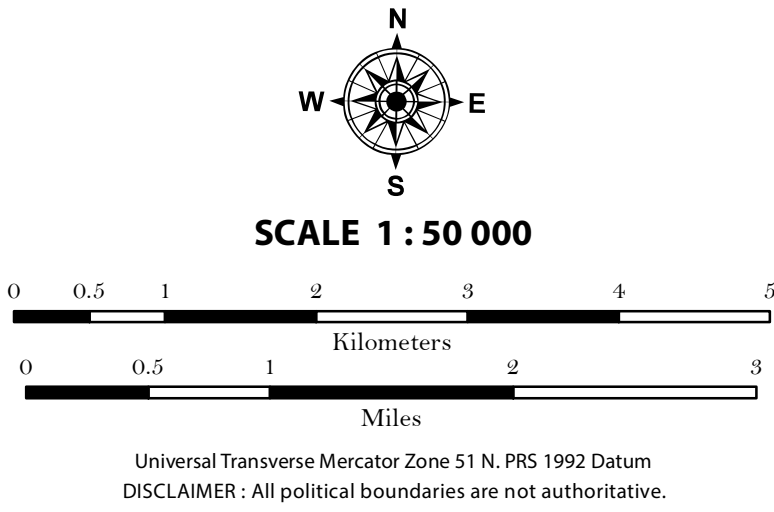 N
W E
S
SCALE 1 : 50 000
0 0.5 1 2 3 4 5
Kilometers
0 0.5 1 2 3
Miles
Universal Transverse Mercator Zone 51 N. PRS 1992 Datum
DISCLAIMER : All political boundaries are not authoritative.